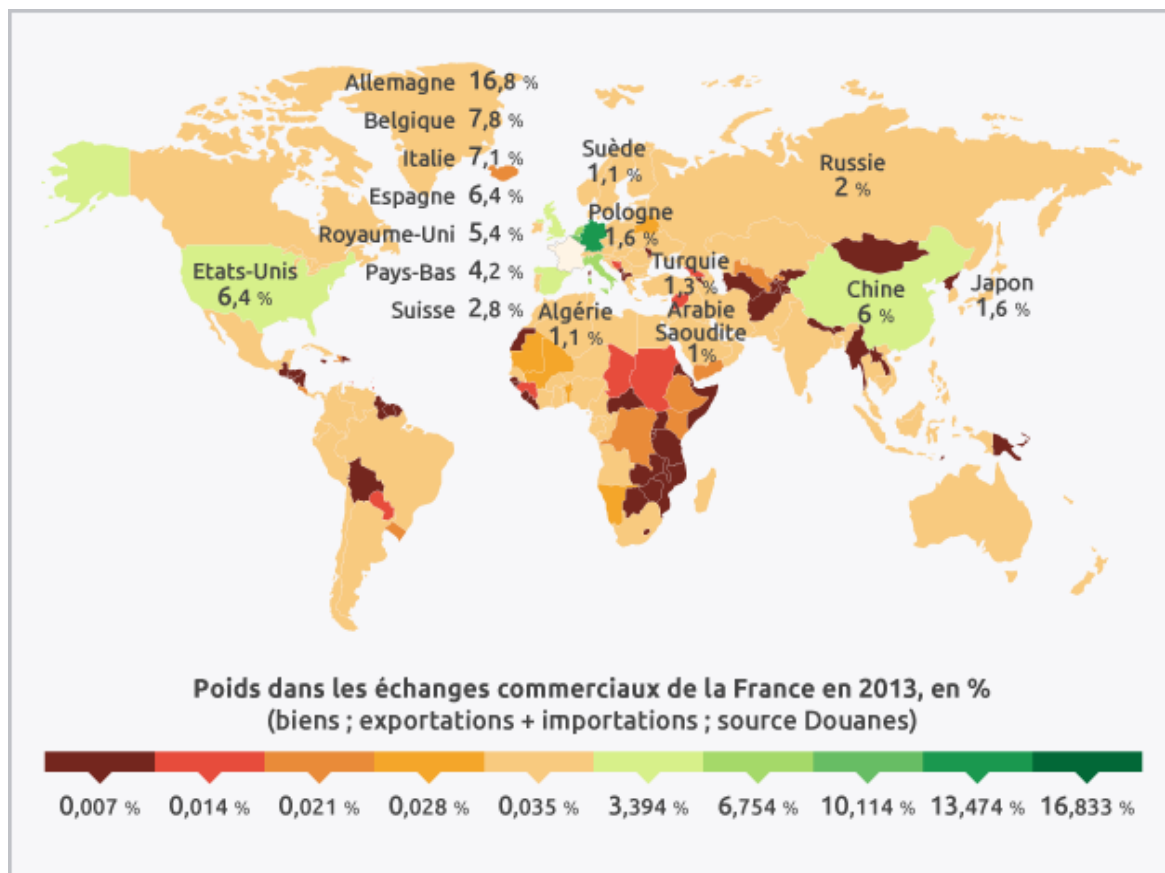 Allemagne 16,8 %
Belgique 7,8 %
Italie 7,1 %
Espagne 6,4 %
Royaume-Uni 5,4 %
Pays-Bas 4,2 %
Suisse 2,8 %
Etats-Unis
6,4 %
Suède
1,1 %
Russie
2 %
Pologne
1,6 %
Turquie
1,3 %
Arabie
Saoudite
1 %
Algérie
1,1 %
Chine
6 %
Japon
1,6 %
Poids dans les échanges commerciaux de la France en 2013, en %
(biens ; exportations + importations ; source Douanes)
0,007 % 0,014 % 0,021 % 0,028 % 0,035 % 3,394 % 6,754 % 10,114 % 13,474 % 16,833 %